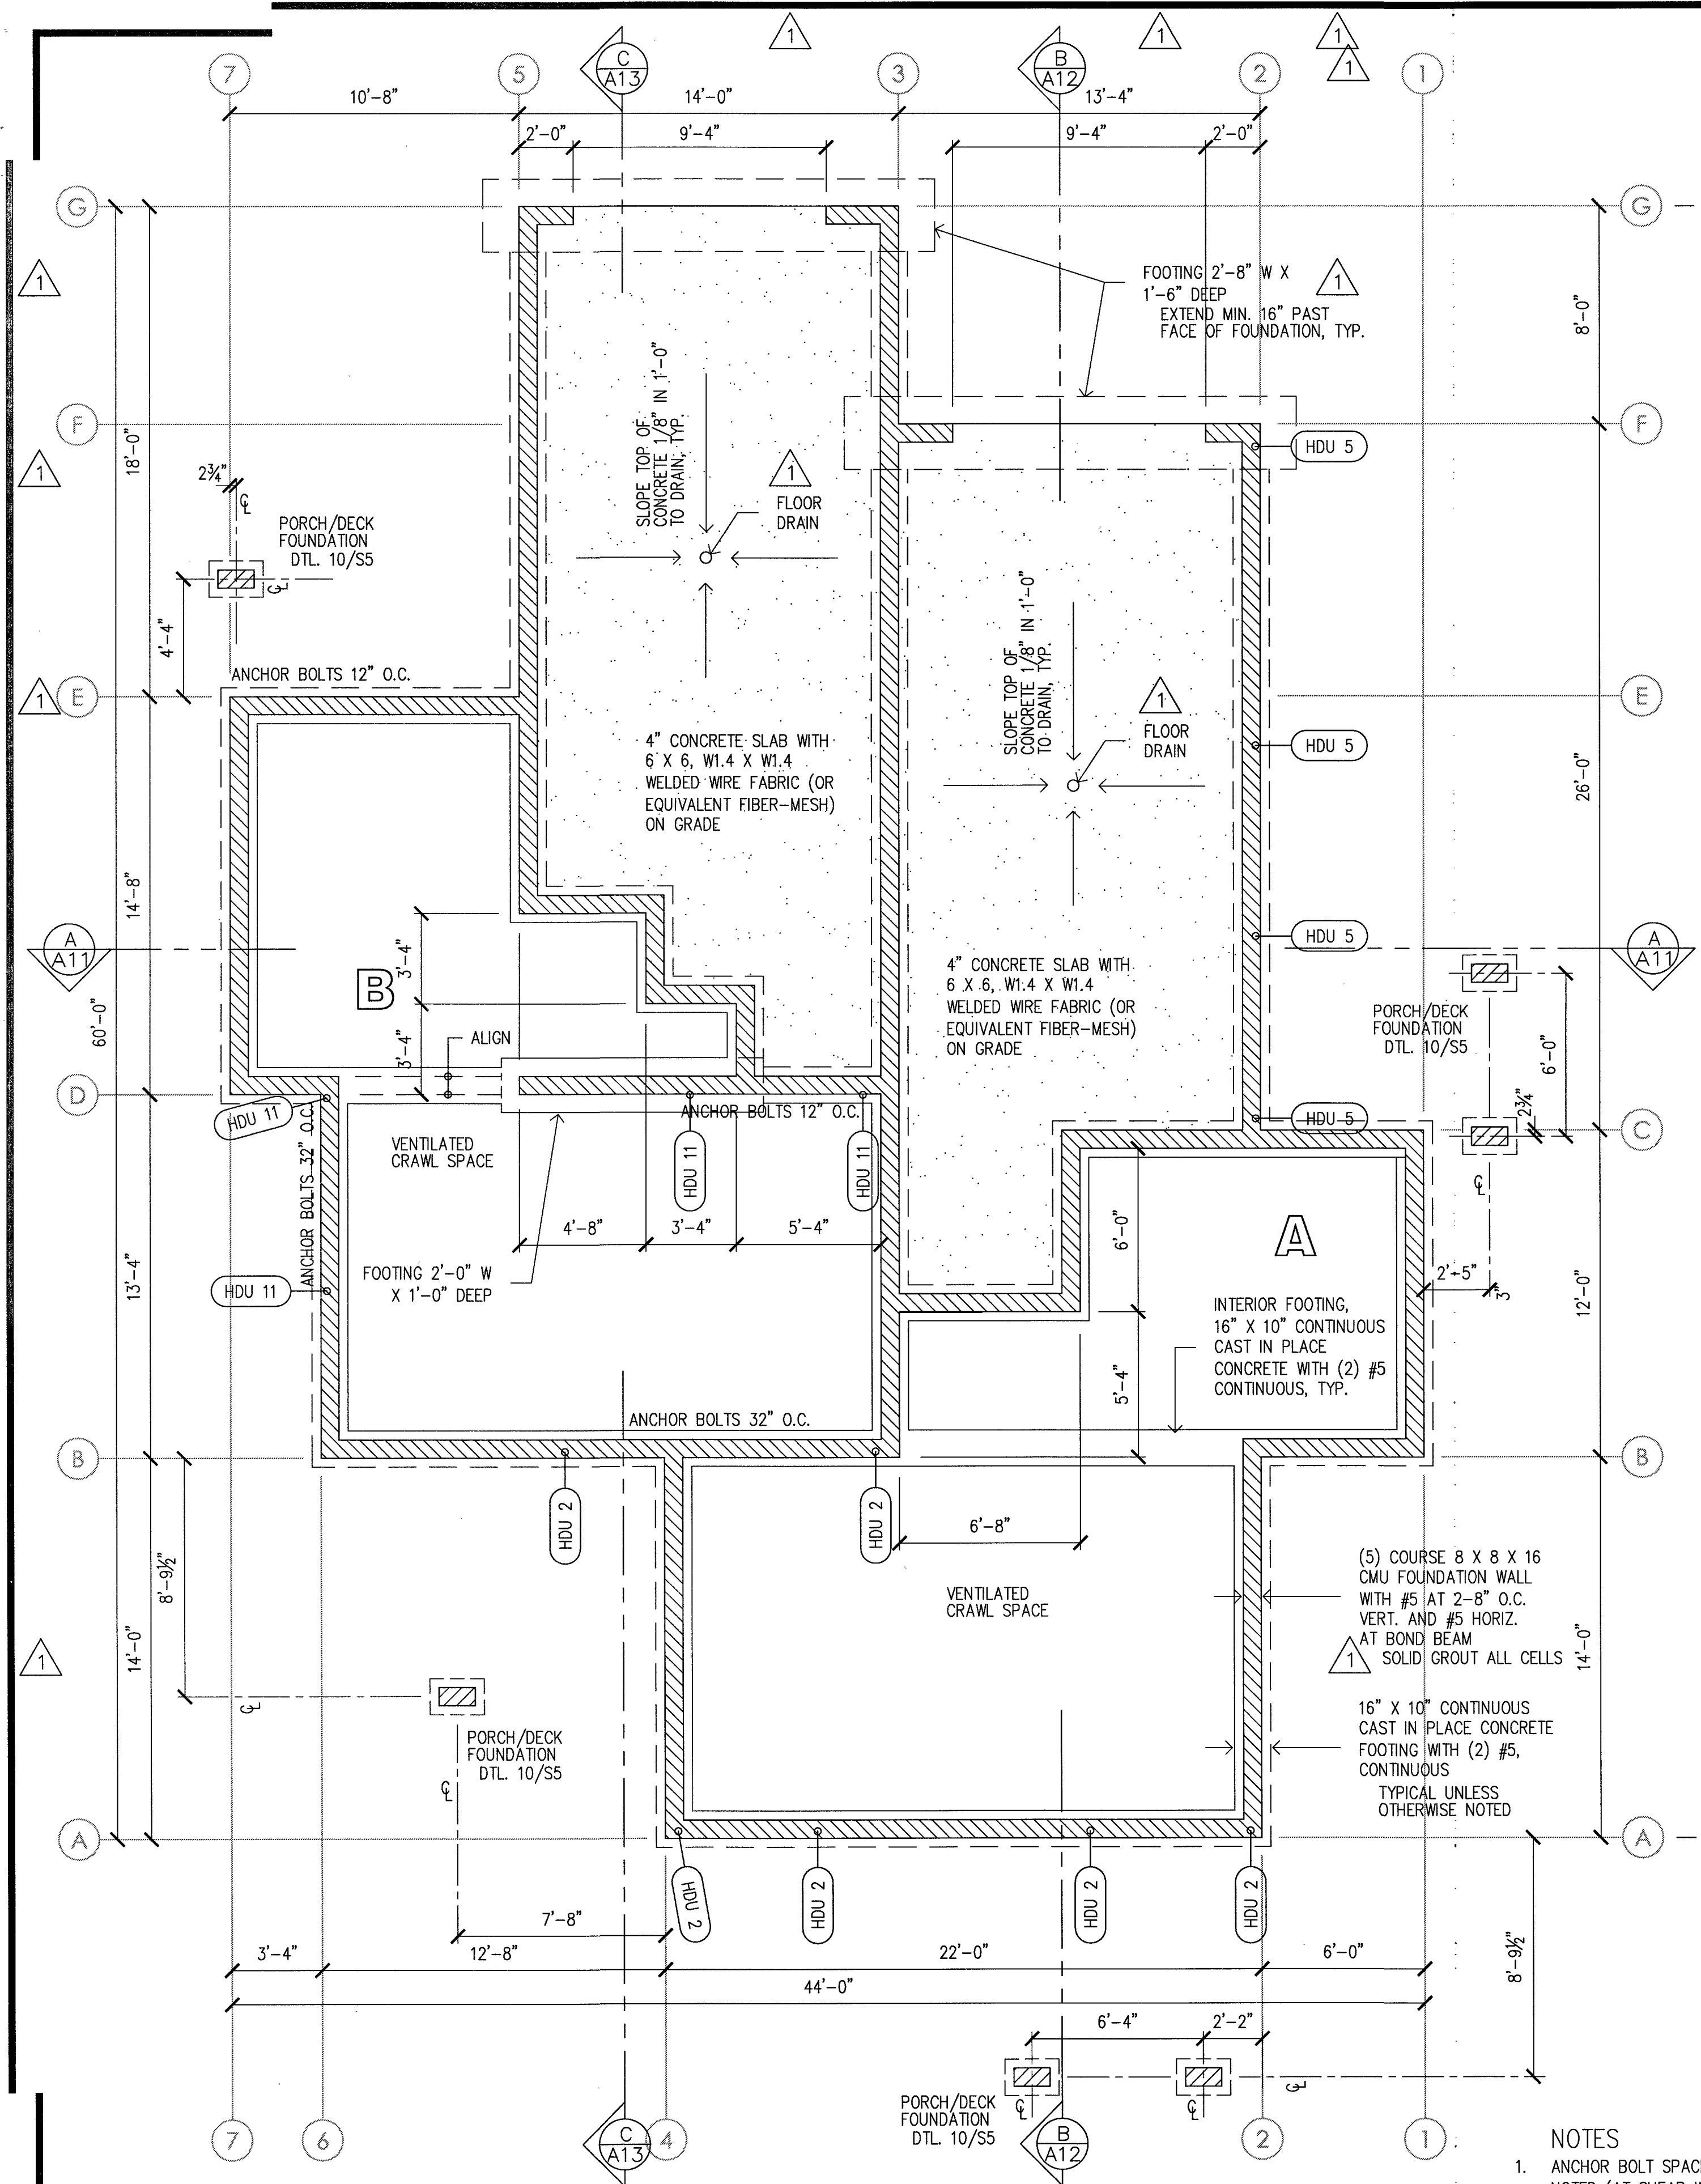 1
1
1
1
7
5
C
A13
3
B
A12
2
1
10'-8"
14'-0"
13'-4"
2'-0"
9'-4"
9'-4"
2'-0"
G
G
1
FOOTING 2'-8" W X
1'-6" DEEP
EXTEND MIN. 16" PAST
FACE OF FOUNDATION, TYP.
1
8'-0"
F
F
1
18'-0"
2¾"
℄
PORCH/DECK
FOUNDATION
DTL. 10/S5
℄
4'-4"
SLOPE TOP OF
CONCRETE 1/8" IN 1'-0"
TO DRAIN, TYP.
1
FLOOR
DRAIN
HDU 5
ANCHOR BOLTS 12" O.C.
1
E
E
SLOPE TOP OF
CONCRETE 1/8" IN 1'-0"
TO DRAIN, TYP.
1
FLOOR
DRAIN
HDU 5
4" CONCRETE SLAB WITH
6 X 6, W1.4 X W1.4
WELDED WIRE FABRIC (OR
EQUIVALENT FIBER-MESH)
ON GRADE
26'-0"
14'-8"
A
A11
HDU 5
A
A11
B
3'-4"
3'-4"
60'-0"
ALIGN
4" CONCRETE SLAB WITH
6 X 6, W1.4 X W1.4
WELDED WIRE FABRIC (OR
EQUIVALENT FIBER-MESH)
ON GRADE
PORCH/DECK
FOUNDATION
DTL. 10/S5
6'-0"
2¾"
℄
D
HDU 11
ANCHOR BOLTS 12" O.C.
HDU 5
C
ANCHOR BOLTS 32" O.C.
VENTILATED
CRAWL SPACE
HDU 11
HDU 11
4'-8"
3'-4"
5'-4"
6'-0"
A
2'-5"
3"
FOOTING 2'-0" W
X 1'-0" DEEP
HDU 11
13'-4"
12'-0"
INTERIOR FOOTING,
16" X 10" CONTINUOUS
CAST IN PLACE
CONCRETE WITH (2) #5
CONTINUOUS, TYP.
5'-4"
ANCHOR BOLTS 32" O.C.
B
B
HDU 2
HDU 2
6'-8"
8'-9½"
14'-0"
VENTILATED
CRAWL SPACE
(5) COURSE 8 X 8 X 16
CMU FOUNDATION WALL
WITH #5 AT 2-8" O.C.
VERT. AND #5 HORIZ.
AT BOND BEAM
1
SOLID GROUT ALL CELLS
14'-0"
1
℄
PORCH/DECK
FOUNDATION
DTL. 10/S5
℄
16" X 10" CONTINUOUS
CAST IN PLACE CONCRETE
FOOTING WITH (2) #5,
CONTINUOUS
TYPICAL UNLESS
OTHERWISE NOTED
A
A
HDU 2
HDU 2
HDU 2
HDU 2
7'-8"
3'-4"
12'-8"
22'-0"
6'-0"
44'-0"
8'-9½"
6'-4"
2'-2"
PORCH/DECK
FOUNDATION
DTL. 10/S5
℄
℄
℄
7
6
C
A13
4
B
A12
2
1
NOTES
1. ANCHOR BOLT